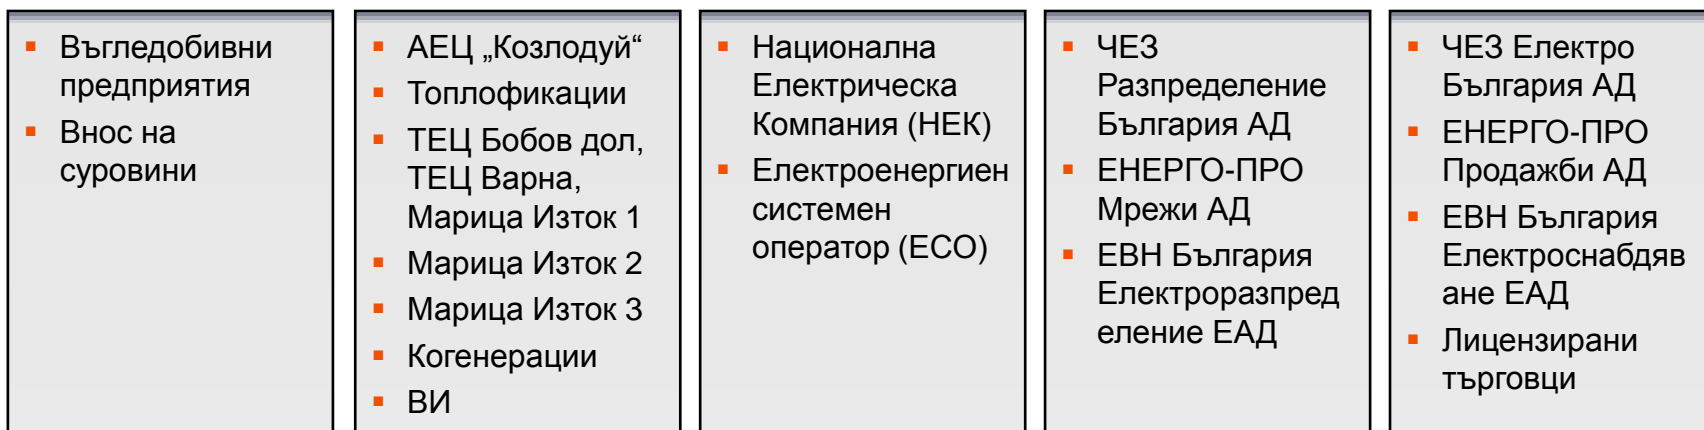 Въгледобивни
предприятия
Внос на
суровини
АЕЦ „Козлодуй“
Топлофикации
ТЕЦ Бобов дол,
ТЕЦ Варна,
Марица Изток 1
Марица Изток 2
Марица Изток 3
Когенерации
ВИ
Национална
Електрическа
Компания (НЕК)
Електроенергиен
системен
оператор (ЕСО)
ЧЕЗ
Разпределение
България АД
ЕНЕРГО-ПРО
Мрежи АД
ЕВН България
Електроразпред
еление ЕАД
ЧЕЗ Електро
България АД
ЕНЕРГО-ПРО
Продажби АД
ЕВН България
Електроснабдяв
ане ЕАД
Лицензирани
търговци